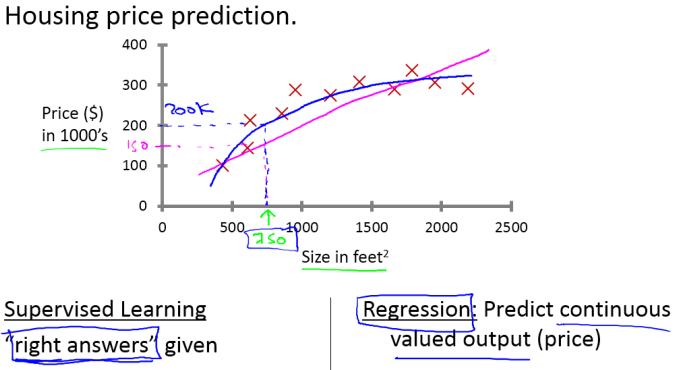 Housing price prediction.
400
300
200K
Price ($)
in 1000's
200
150
100
0
0 500 1000 1500 2000 2500
750
Size in feet²
Supervised Learning
"right answers" given
Regression: Predict continuous
valued output (price)